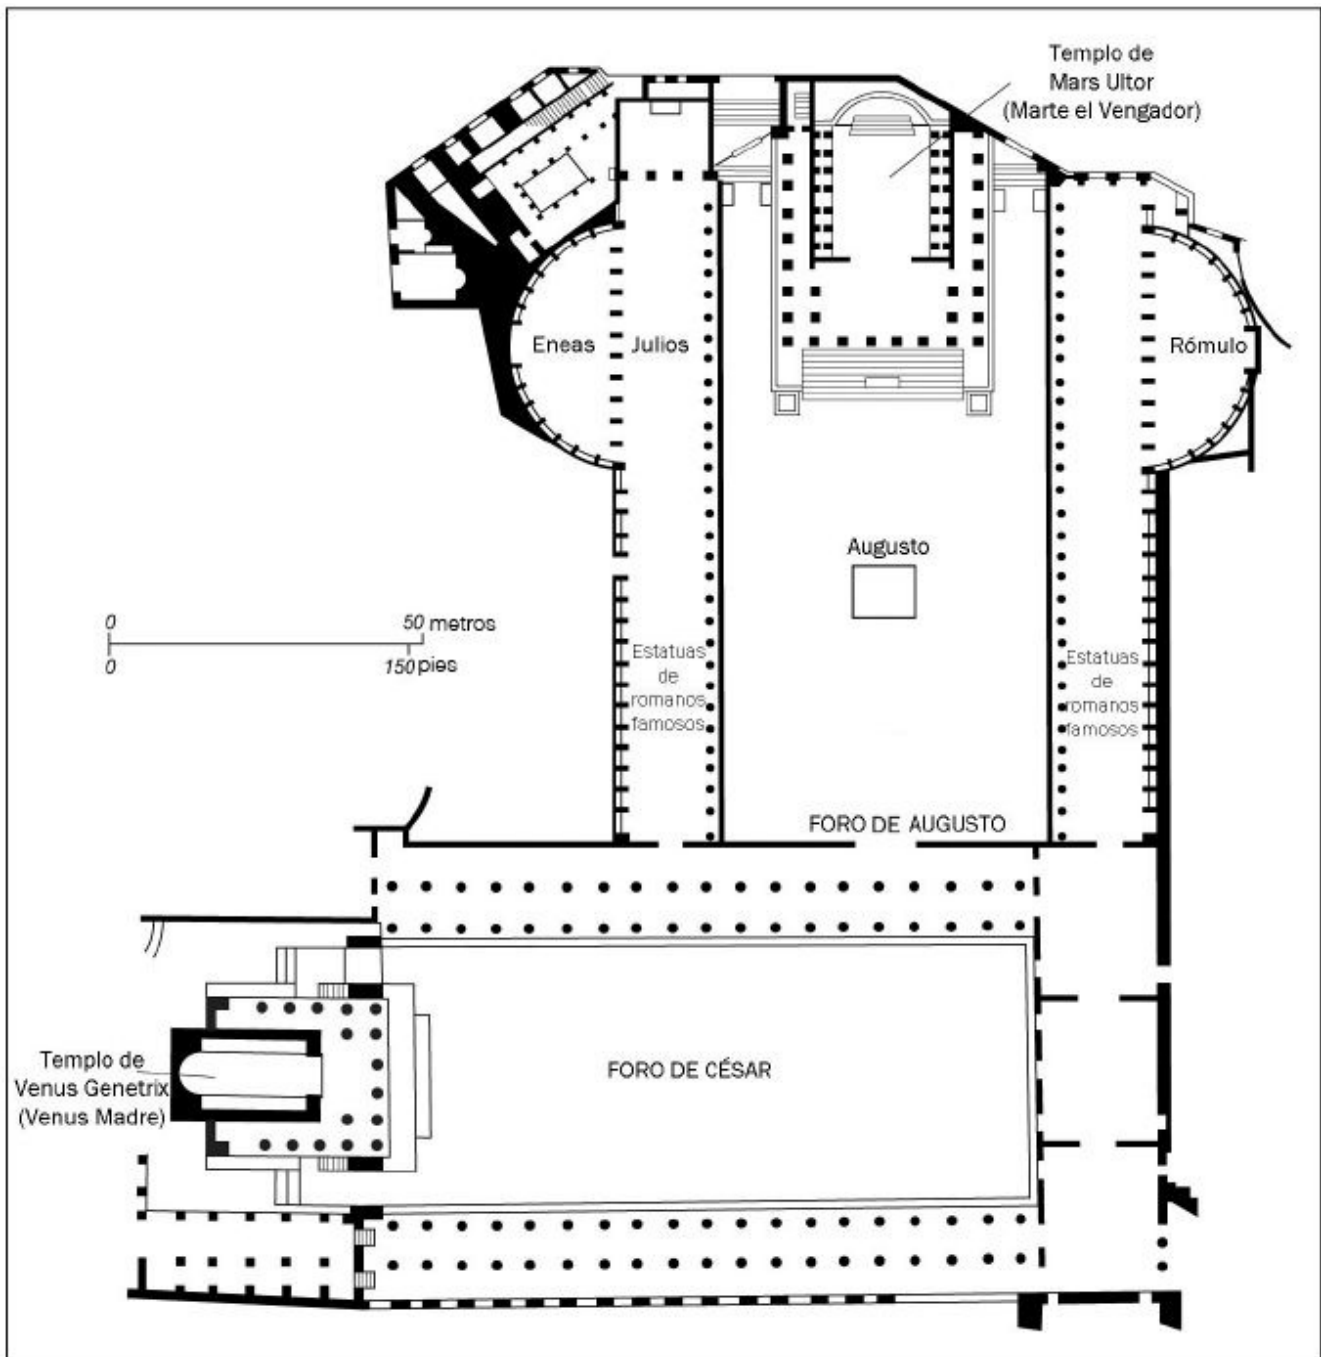 Templo de
Mars Ultor
(Marte el Vengador)
Eneas
Julios
Rómulo
Augusto
0 50 metros
0 150 pies
Estatuas
de
romanos
famosos
Estatuas
de
romanos
famosos
FORO DE AUGUSTO
Templo de
Venus Genetrix
(Venus Madre)
FORO DE CÉSAR